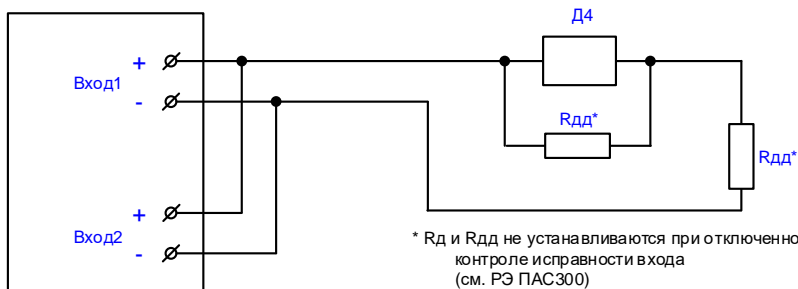 Д4
+
Вход1
-
Rдд*
Rдд*
+
Вход2
-
* Rд и Rдд не устанавливаются при отключенно
контроле исправности входа
(см. РЭ ПАС300)